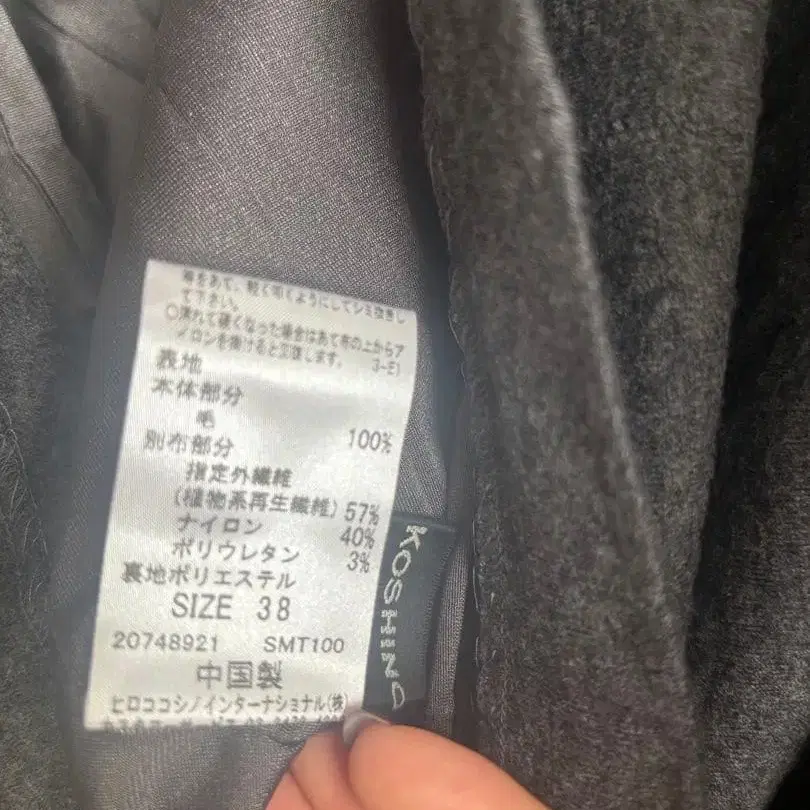 等をあて、軽く叩くようにしてシミ抜きし
て下さい。
○濡れて硬くなった場合はあて布の上からア
イロンを掛けると回復します。 3-E)
表地
本体部分
毛 100%
別布部分
指定外繊維
(植物系再生繊維) 57%
ナイロン 40%
ポリウレタン 3%
裏地ポリエステル
SIZE 38
20748921 SMT100
中国製
ヒロココシノインターナショナル(株)
KOSHINO